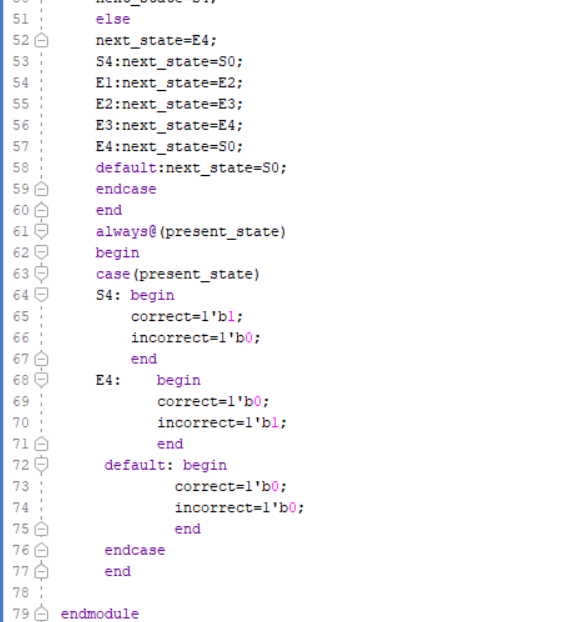 51 else
52 next_state=E4;
53 S4:next_state=S0;
54 E1:next_state=E2;
55 E2:next_state=E3;
56 E3:next_state=E4;
57 E4:next_state=S0;
58 default:next_state=S0;
59 endcase
60 end
61 always@(present_state)
62 begin
63 case(present_state)
64 S4: begin
65 correct=1'b1;
66 incorrect=1'b0;
67 end
68 E4: begin
69 correct=1'b0;
70 incorrect=1'b1;
71 end
72 default: begin
73 correct=1'b0;
74 incorrect=1'b0;
75 end
76 endcase
77 end
78
79 endmodule